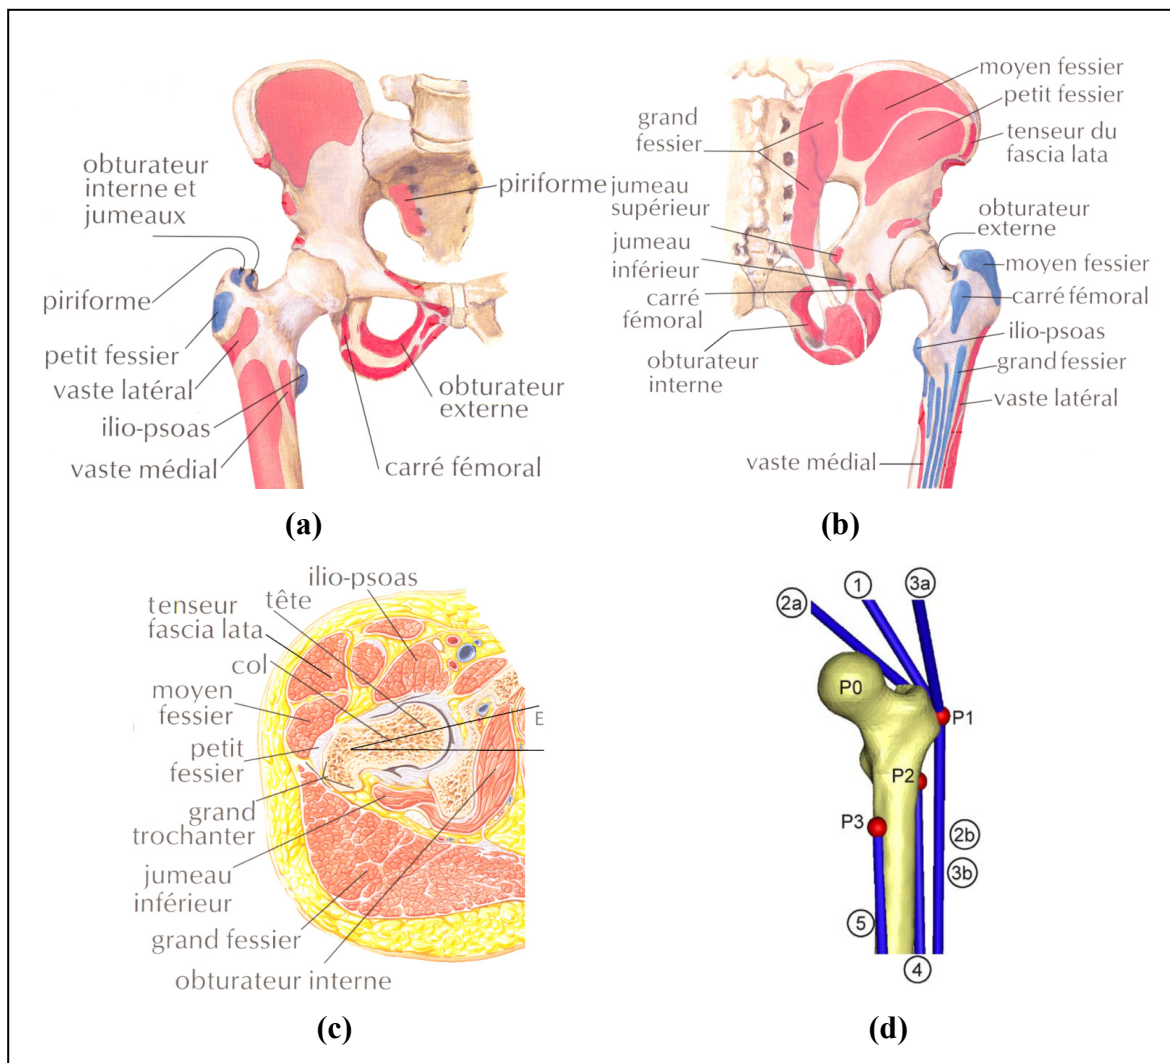 obturateur
interne et
jumeaux
piriforme
piriforme
petit fessier
vaste latéral
ilio-psoas
vaste médial
obturateur
externe
carré fémoral
(a)
moyen fessier
petit fessier
tenseur du
fascia lata
grand
fessier
jumeau
supérieur
jumeau
inférieur
carré
fémoral
obturateur
interne
obturateur
externe
moyen fessier
carré fémoral
ilio-psoas
grand fessier
vaste latéral
vaste médial
(b)
ilio-psoas
tête
tenseur
fascia lata
col
moyen
fessier
petit
fessier
grand
trochanter
jumeau
inférieur
grand fessier
obturateur interne
E
(c)
2a
1
3a
P0
P1
P2
P3
2b
3b
5
4
(d)